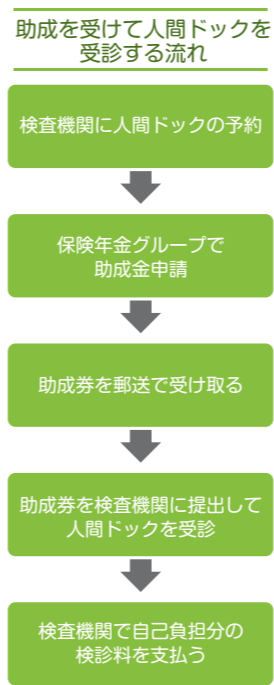 助成を受けて人間ドックを
受診する流れ
検査機関に人間ドックの予約
保険年金グループで
助成金申請
助成券を郵送で受け取る
助成券を検査機関に提出して
人間ドックを受診
検査機関で自己負担分の
検診料を支払う